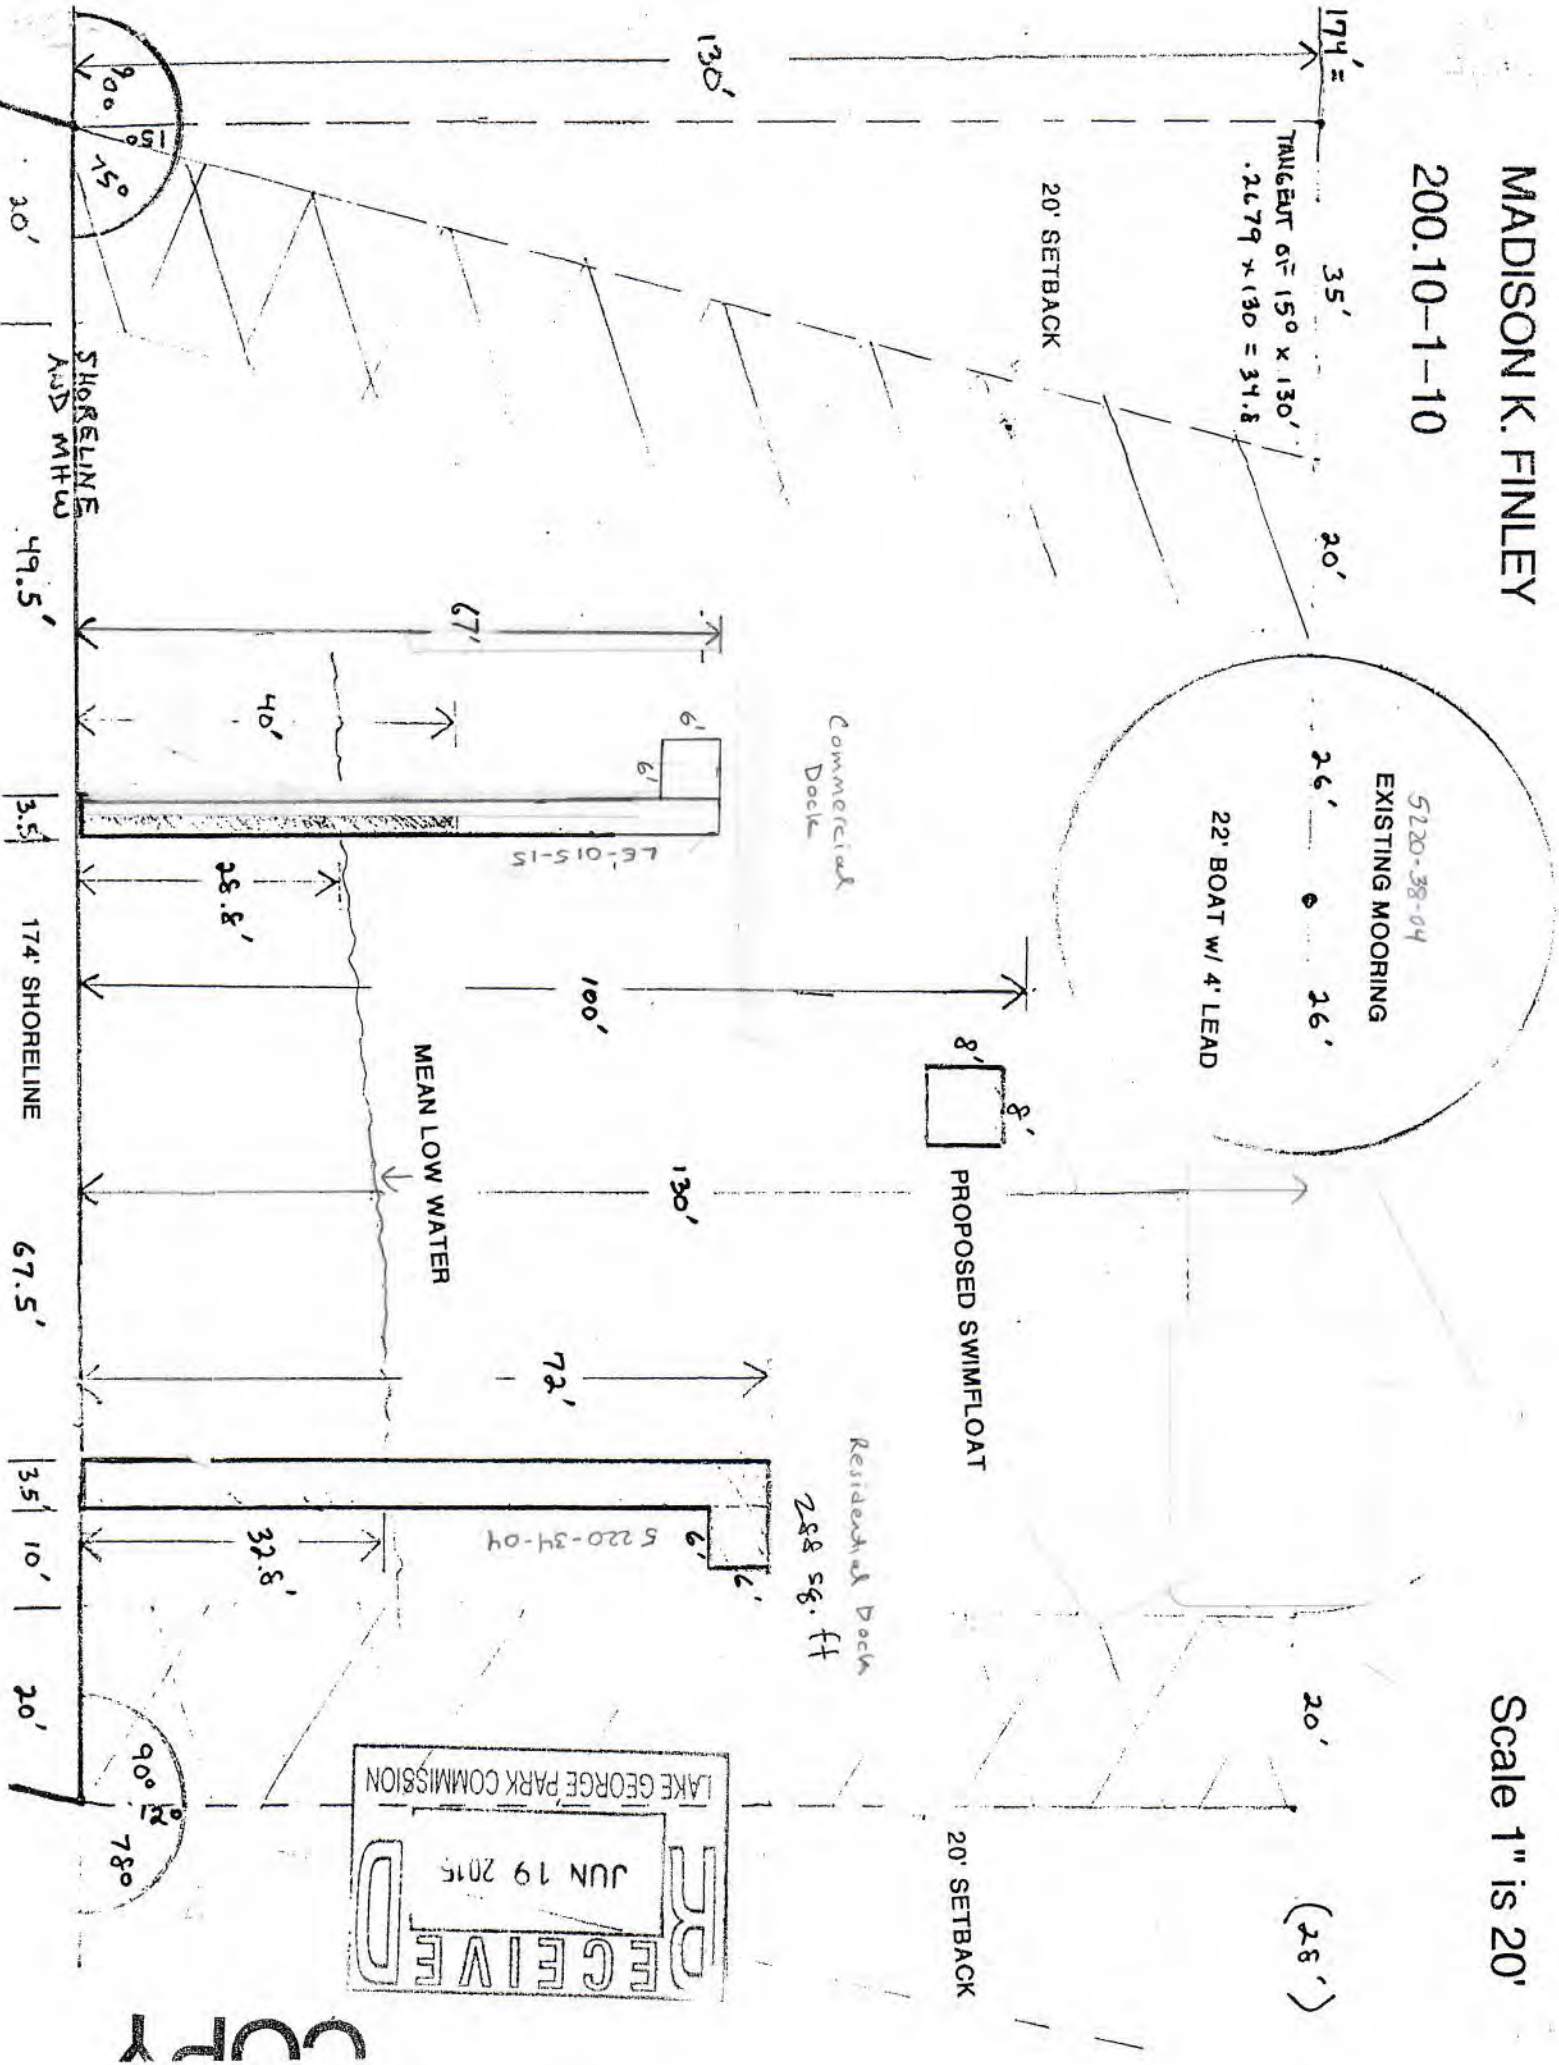 MADISON K. FINLEY
200.10-1-10
Scale 1" is 20'
174' =
35'
20'
26'
26'
20'
(28')
TANGENT OF 15° x 130'
.2679 x 130 = 34.8
5220-38-04
EXISTING MOORING
22' BOAT w/ 4' LEAD
130'
20' SETBACK
20' SETBACK
8'
8'
PROPOSED SWIMFLOAT
Commercial
Dock
Residential Dock
288 sq. ft
67'
40'
6'
6'
LG-015-15
28.8'
100'
130'
72'
MEAN LOW WATER
5220-34-04
6'
6'
32.8'
LAKE GEORGE PARK COMMISSION
JUN 19 2015
RECEIVED
90°
15°
75°
90°
12°
78°
SHORELINE
AND MHW
20'
49.5'
3.5'
174' SHORELINE
67.5'
3.5'
10'
20'
COPY